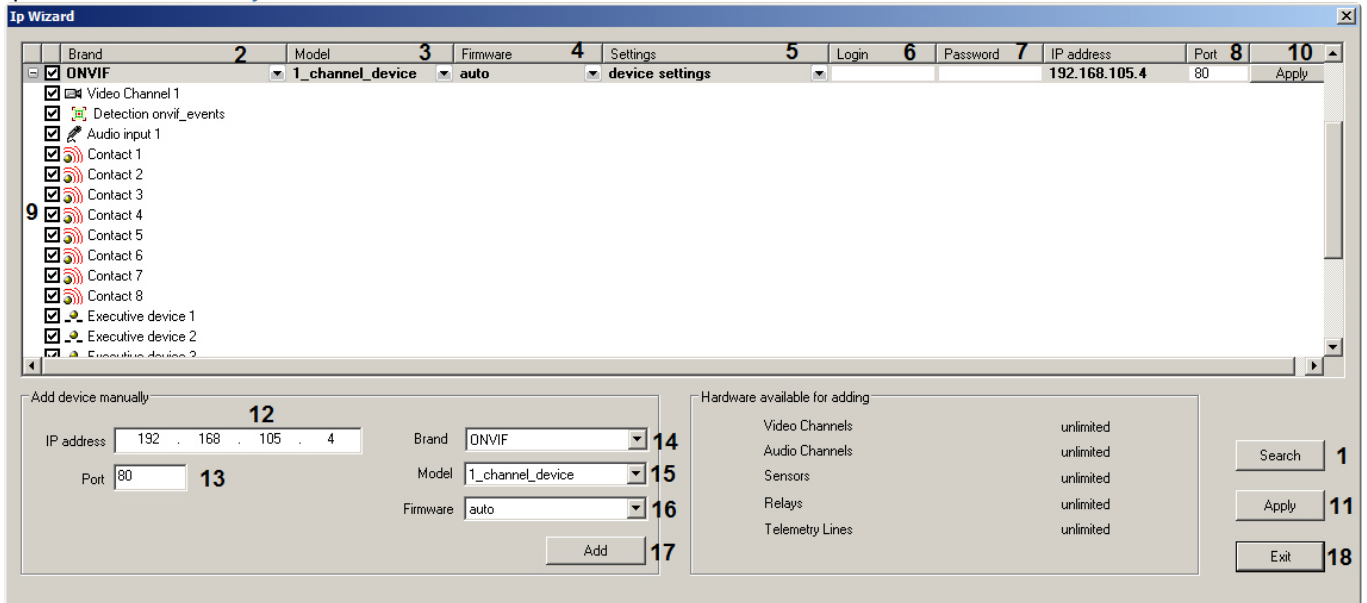 Ip Wizard
Brand 2 Model 3 Firmware 4 Settings 5 Login 6 Password 7 IP address Port 8 10
ONVIF 1_channel_device auto device settings 192.168.105.4 80 Apply
Video Channel 1
Detection onvif_events
Audio input 1
Contact 1
Contact 2
Contact 3
9 Contact 4
Contact 5
Contact 6
Contact 7
Contact 8
Executive device 1
Executive device 2
Executive device 3
Add device manually
12
IP address 192 . 168 . 105 . 4
Port 80 13
Brand ONVIF 14
Model 1_channel_device 15
Firmware auto 16
Add 17
Hardware available for adding
Video Channels unlimited
Audio Channels unlimited
Sensors unlimited
Relays unlimited
Telemetry Lines unlimited
Search 1
Apply 11
Exit 18